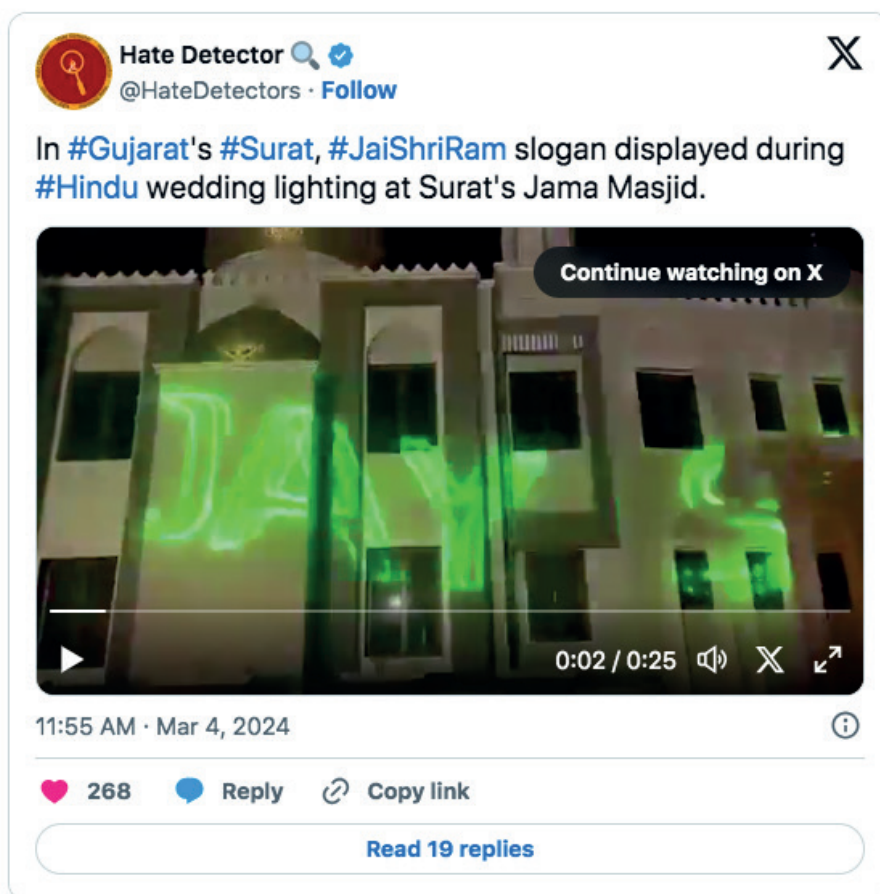 Hate Detector
@HateDetectors · Follow
In #Gujarat's #Surat, #JaiShriRam slogan displayed during
#Hindu wedding lighting at Surat's Jama Masjid.
Continue watching on X
JAY S
0:02 / 0:25
11:55 AM · Mar 4, 2024
268 Reply Copy link
Read 19 replies